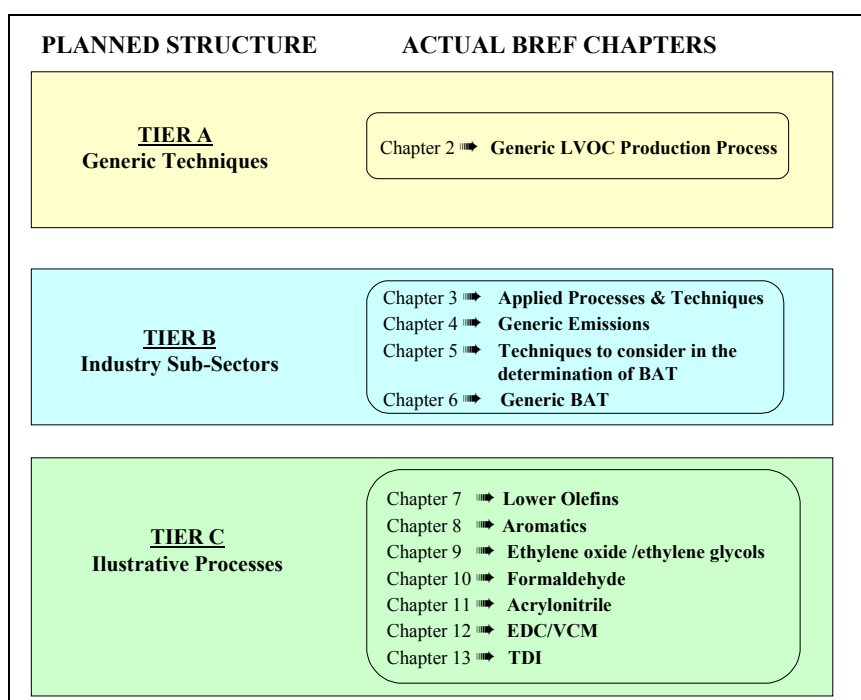 PLANNED STRUCTURE ACTUAL BREF CHAPTERS
TIER A
Generic Techniques
Chapter 2 ➠ Generic LVOC Production Process
TIER B
Industry Sub-Sectors
Chapter 3 ➠ Applied Processes & Techniques
Chapter 4 ➠ Generic Emissions
Chapter 5 ➠ Techniques to consider in the
determination of BAT
Chapter 6 ➠ Generic BAT
TIER C
Ilustrative Processes
Chapter 7 ➠ Lower Olefins
Chapter 8 ➠ Aromatics
Chapter 9 ➠ Ethylene oxide /ethylene glycols
Chapter 10 ➠ Formaldehyde
Chapter 11 ➠ Acrylonitrile
Chapter 12 ➠ EDC/VCM
Chapter 13 ➠ TDI